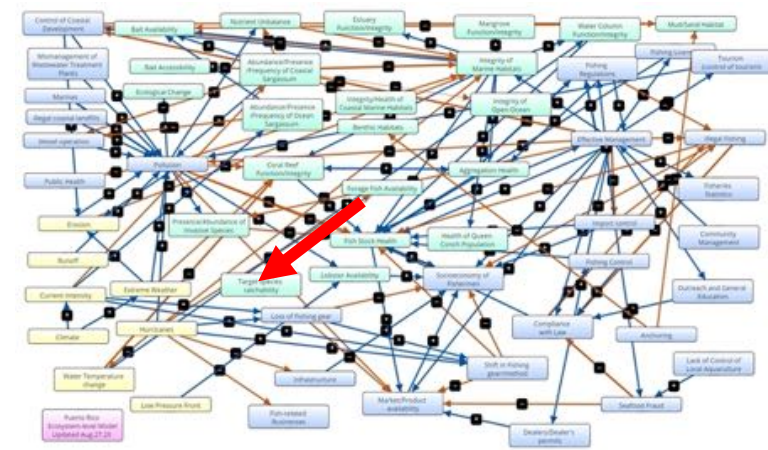 Control of Coastal
Development
Bait Availability
Nutrient Unbalance
Estuary
Function/Integrity
Mangrove
Function/Integrity
Water Column
Function/Integrity
Mud/Sand Habitat
Mismanagement of
Wastewater Treatment
Plants
Bait Accessibility
Abundance/Presence
/Frequency of Coastal
Sargassum
Integrity of
Marine Habitats
Fishing
Regulations
Tourism
(control of tourism)
Marinas
Ecological Change
Illegal coastal landfills
Abundance/Presence
/Frequency of Ocean
Sargassum
Integrity/Health of
Coastal Marine Habitats
Integrity of
Open Ocean
Benthic Habitats
Vessel operation
Effective Management
Illegal Fishing
Pollution
Coral Reef
Function/Integrity
Aggregation Health
Public Health
Forage Fish Availability
Fisheries
Statistics
Erosion
Presence/Abundance of
Invasive Species
Import control
Fish Stock Health
Health of Queen
Conch Population
Community
Management
Runoff
Fishing Control
Target Species
catchability
Lobster Availability
Socioeconomy of
Fishermen
Extreme Weather
Current Intensity
Outreach and General
Education
Loss of fishing gear
Hurricanes
Compliance
with Law
Climate
Anchoring
Shift in Fishing
gear/method
Lack of Control of
Local Aquaculture
Water Temperature
change
Infrastructure
Low Pressure Front
Market/Product
availability
Seafood Fraud
Puerto Rico
Ecosystem-level Model
Updated Aug.27.20
Fish-related
Businesses
Dealers/Dealer's
permits